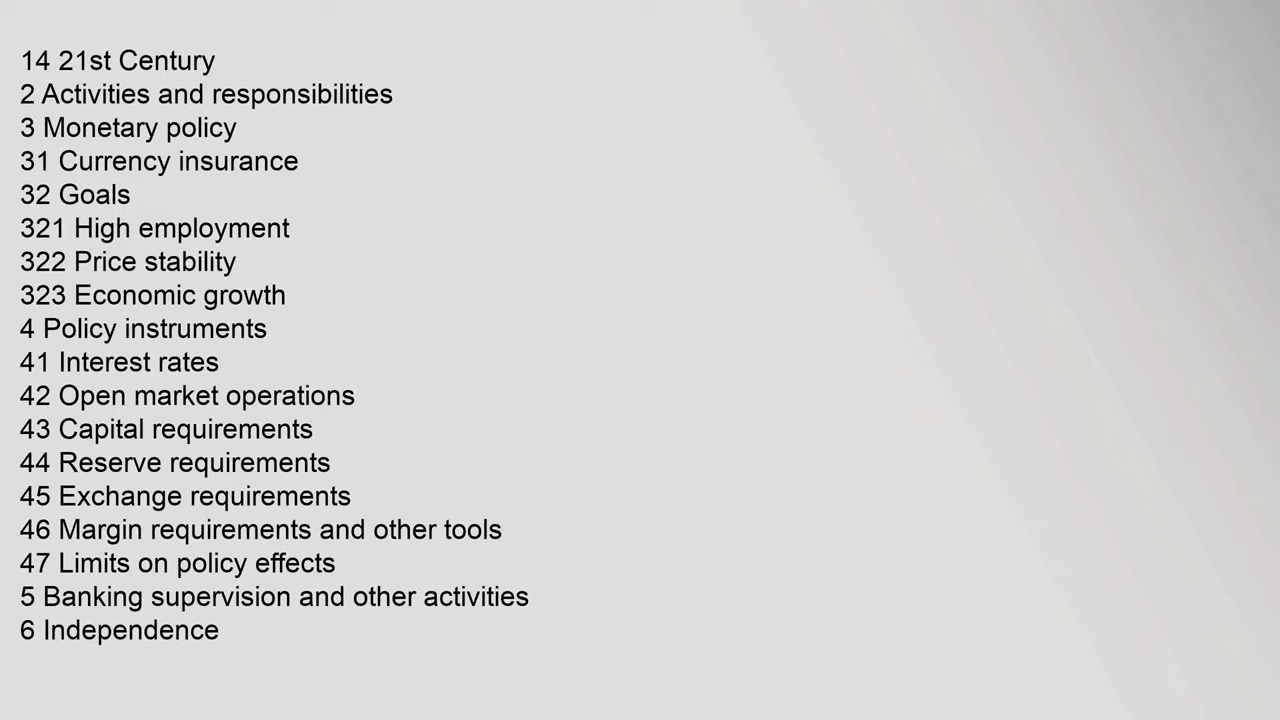 14 21st Century
2 Activities and responsibilities
3 Monetary policy
31 Currency insurance
32 Goals
321 High employment
322 Price stability
323 Economic growth
4 Policy instruments
41 Interest rates
42 Open market operations
43 Capital requirements
44 Reserve requirements
45 Exchange requirements
46 Margin requirements and other tools
47 Limits on policy effects
5 Banking supervision and other activities
6 Independence